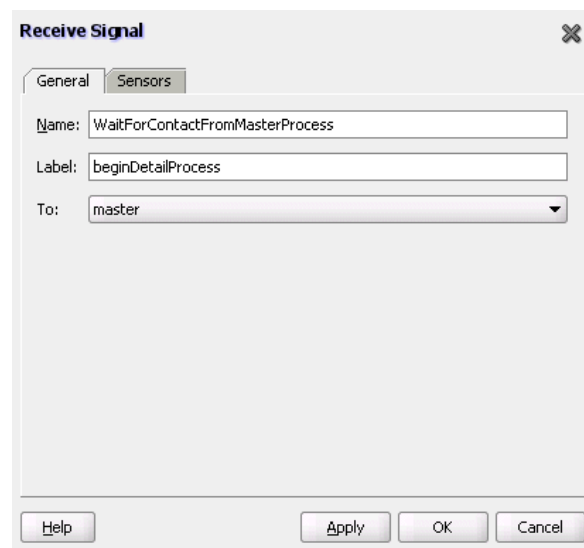 Receive Signal
General Sensors
Name: WaitForContactFromMasterProcess
Label: beginDetailProcess
To: master
Help Apply OK Cancel